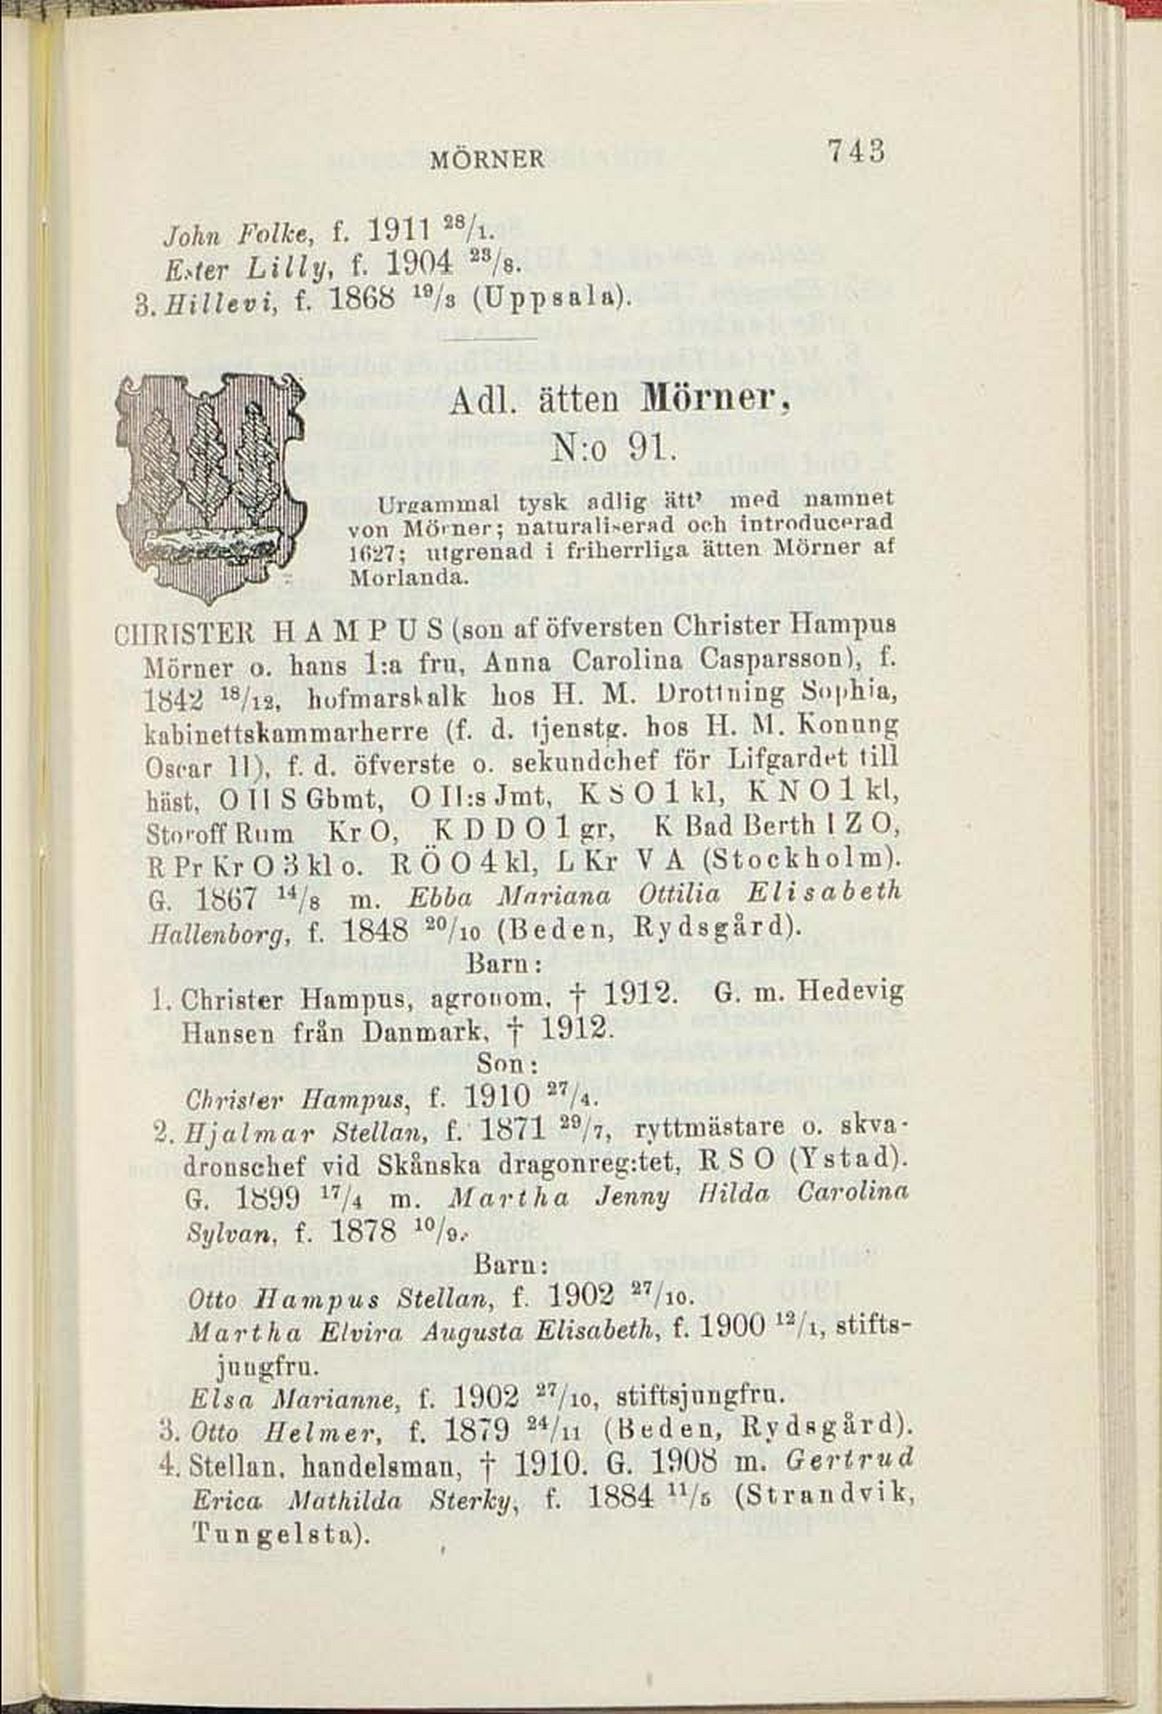 MÖRNER 743
John Folke, f. 1911 28/1.
Ester Lilly, f. 1904 23/8.
3. Hillevi, f. 1868 19/3 (Uppsala).
Adl. ätten Mörner,
N:o 91.
Urgammal tysk adlig ätt' med namnet
von Mörner; naturaliserad och introducerad
1627; utgrenad i friherrliga ätten Mörner af
Morlanda.
CHRISTER HAMPUS (son af öfversten Christer Hampus
Mörner o. hans 1:a fru, Anna Carolina Casparsson), f.
1842 18/12, hofmarskalk hos H. M. Drottning Sophia,
kabinettskammarherre (f. d. tjenstg. hos H. M. Konung
Oscar II), f. d. öfverste o. sekundchef för Lifgardet till
häst, O II S Gbmt, O II:s Jmt, K S O 1 kl, K N O 1 kl,
Storoff Rum Kr O, K D D O 1 gr, K Bad Berth I Z O,
R Pr Kr O 3 kl o. R Ö O 4 kl, L Kr V A (Stockholm).
G. 1867 14/8 m. Ebba Mariana Ottilia Elisabeth
Hallenborg, f. 1848 20/10 (Beden, Rydsgård).
Barn:
1. Christer Hampus, agronom, † 1912. G. m. Hedevig
Hansen från Danmark, † 1912.
Son:
Christer Hampus, f. 1910 27/4.
2. Hjalmar Stellan, f. 1871 29/7, ryttmästare o. skva-
dronschef vid Skånska dragonreg:tet, R S O (Ystad).
G. 1899 17/4 m. Martha Jenny Hilda Carolina
Sylvan, f. 1878 10/9.
Barn:
Otto Hampus Stellan, f. 1902 27/10.
Martha Elvira Augusta Elisabeth, f. 1900 12/1, stifts-
jungfru.
Elsa Marianne, f. 1902 27/10, stiftsjungfru.
3. Otto Helmer, f. 1879 24/11 (Beden, Rydsgård).
4. Stellan, handelsman, † 1910. G. 1908 m. Gertrud
Erica Mathilda Sterky, f. 1884 11/5 (Strandvik,
Tungelsta).